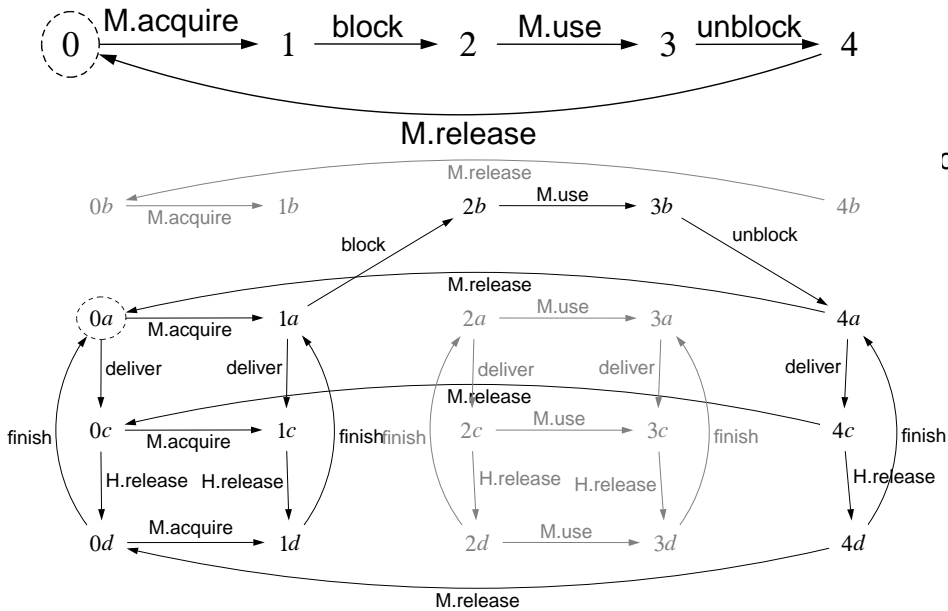 M.acquire block M.use unblock
0 1 2 3 4
M.release
M.release
0b M.acquire 1b 2b M.use 3b 4b
block unblock
M.release
0a M.acquire 1a 2a M.use 3a 4a
deliver deliver deliver deliver deliver
M.release
finish 0c M.acquire 1c finish finish 2c M.use 3c finish 4c finish
H.release H.release H.release H.release H.release
0d M.acquire 1d 2d M.use 3d 4d
M.release